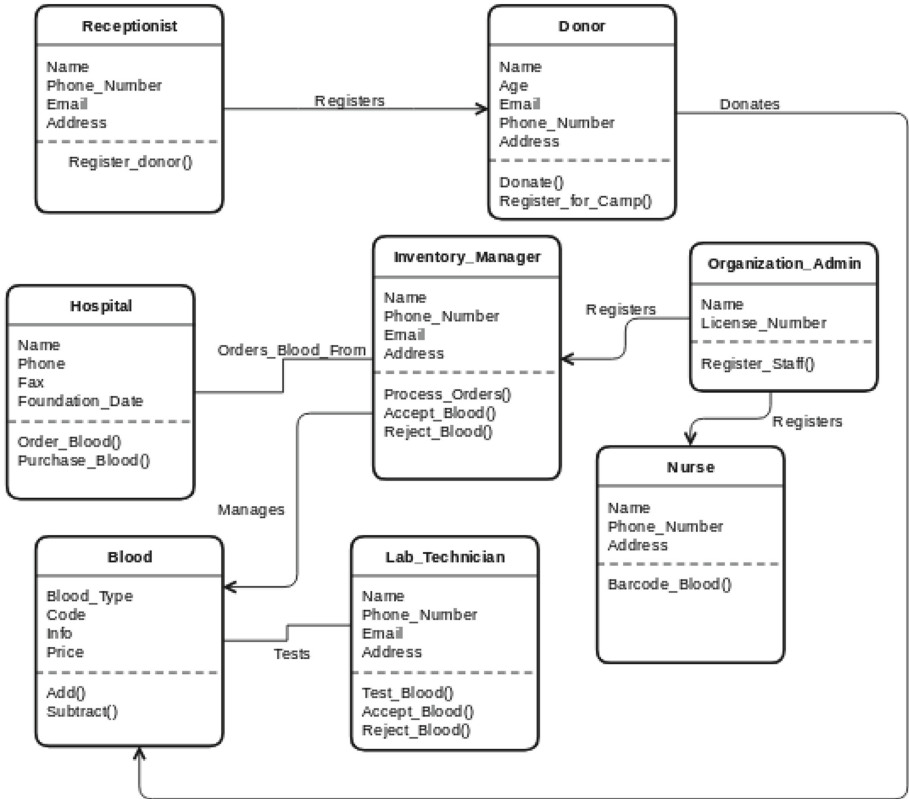 Receptionist
Name
Phone_Number
Email
Address
Register_donor()
Registers
Donor
Name
Age
Email
Phone_Number
Address
Donate()
Register_for_Camp()
Donates
Inventory_Manager
Name
Phone_Number
Email
Address
Process_Orders()
Accept_Blood()
Reject_Blood()
Registers
Organization_Admin
Name
License_Number
Register_Staff()
Registers
Hospital
Name
Phone
Fax
Foundation_Date
Order_Blood()
Purchase_Blood()
Orders_Blood_From
Manages
Nurse
Name
Phone_Number
Address
Barcode_Blood()
Blood
Blood_Type
Code
Info
Price
Add()
Subtract()
Tests
Lab_Technician
Name
Phone_Number
Email
Address
Test_Blood()
Accept_Blood()
Reject_Blood()